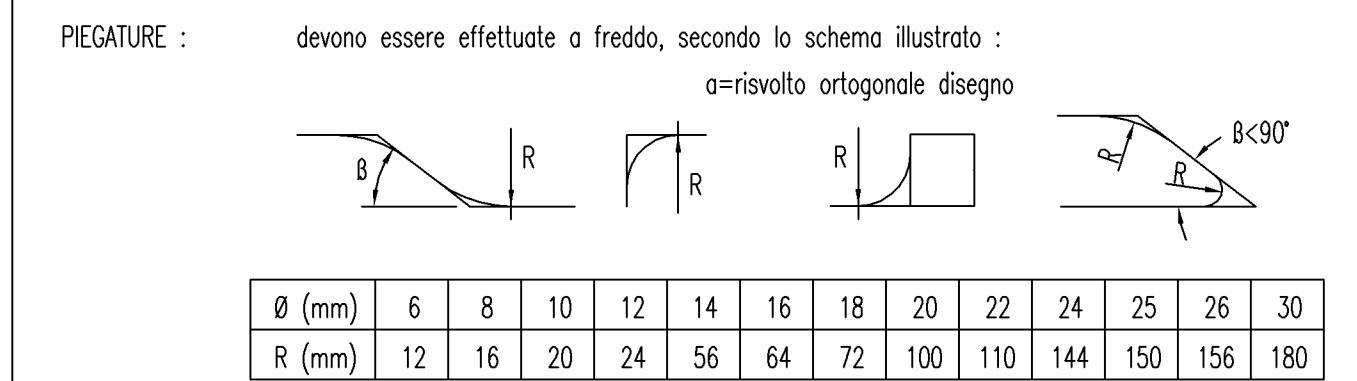 PIEGATURE : devono essere effettuate a freddo, secondo lo schema illustrato :
a=risvolto ortogonale disegno
ß R R R R R ß<90°
Ø (mm) 6 8 10 12 14 16 18 20 22 24 25 26 30
R (mm) 12 16 20 24 56 64 72 100 110 144 150 156 180